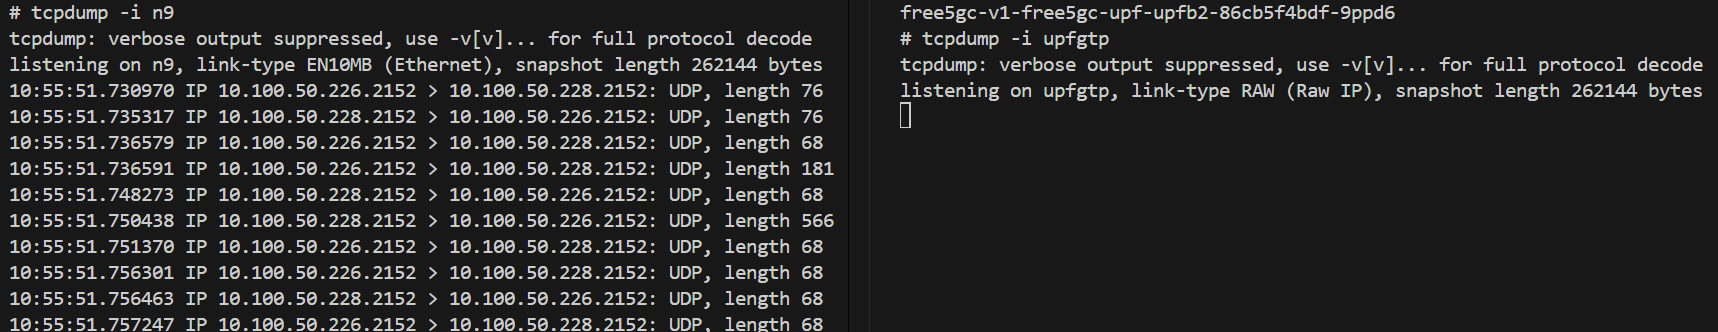 # tcpdump -i n9
tcpdump: verbose output suppressed, use -v[v]... for full protocol decode
listening on n9, link-type EN10MB (Ethernet), snapshot length 262144 bytes
10:55:51.730970 IP 10.100.50.226.2152 > 10.100.50.228.2152: UDP, length 76
10:55:51.735317 IP 10.100.50.228.2152 > 10.100.50.226.2152: UDP, length 76
10:55:51.736579 IP 10.100.50.226.2152 > 10.100.50.228.2152: UDP, length 68
10:55:51.736591 IP 10.100.50.226.2152 > 10.100.50.228.2152: UDP, length 181
10:55:51.748273 IP 10.100.50.228.2152 > 10.100.50.226.2152: UDP, length 68
10:55:51.750438 IP 10.100.50.228.2152 > 10.100.50.226.2152: UDP, length 566
10:55:51.751370 IP 10.100.50.226.2152 > 10.100.50.228.2152: UDP, length 68
10:55:51.756301 IP 10.100.50.226.2152 > 10.100.50.228.2152: UDP, length 68
10:55:51.756463 IP 10.100.50.228.2152 > 10.100.50.226.2152: UDP, length 68
10:55:51.757247 IP 10.100.50.228.2152 > 10.100.50.226.2152: UDP, length 68
free5gc-v1-free5gc-upf-upfb2-86cb5f4bdf-9ppd6
# tcpdump -i upfgtp
tcpdump: verbose output suppressed, use -v[v]... for full protocol decode
listening on upfgtp, link-type RAW (Raw IP), snapshot length 262144 bytes